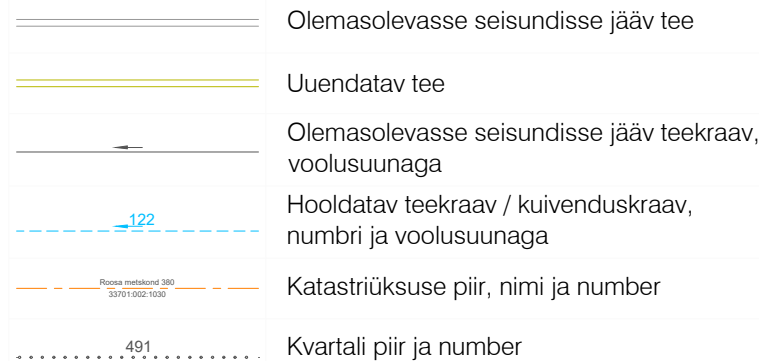 Olemasolevasse seisundisse jääv tee
Uuendatav tee
Olemasolevasse seisundisse jääv teekraav,
voolusuunaga
122
Hooldatav teekraav / kuivenduskraav,
numbri ja voolusuunaga
Roosa metskond 380
33701:002:1030
Katastriüksuse piir, nimi ja number
491
Kvartali piir ja number